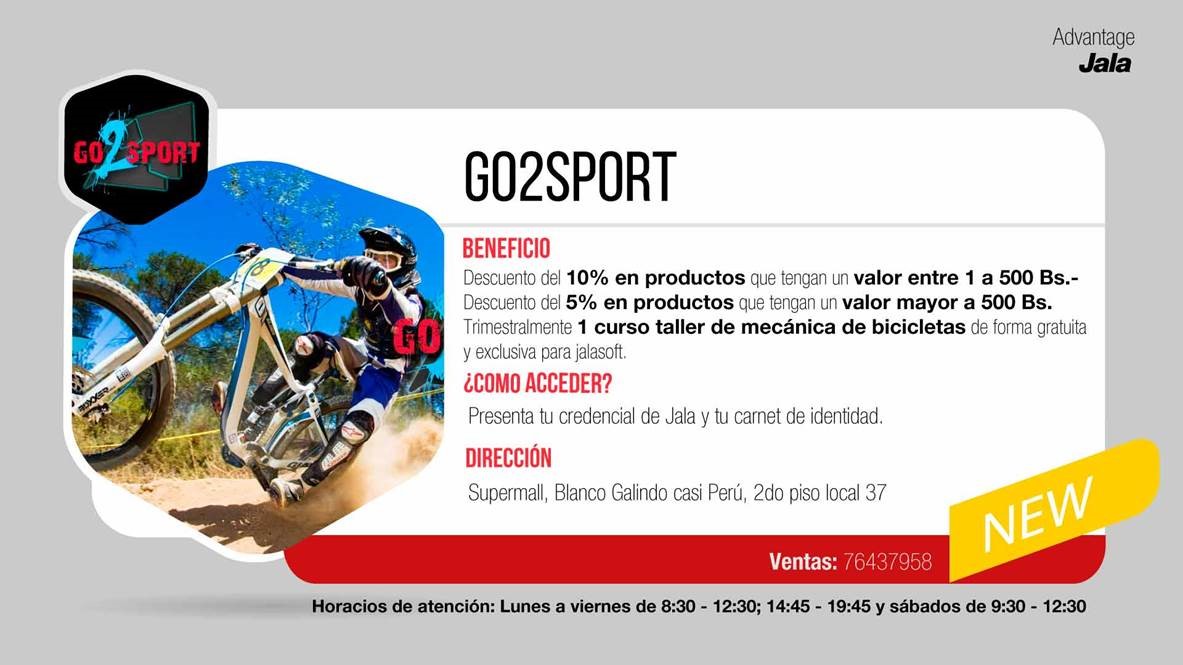 Advantage
Jala
GO2SPORT
GO2SPORT
BENEFICIO
Descuento del 10% en productos que tengan un valor entre 1 a 500 Bs.-
Descuento del 5% en productos que tengan un valor mayor a 500 Bs.
Trimestralmente 1 curso taller de mecánica de bicicletas de forma gratuita
y exclusiva para jalasoft.
GO
¿COMO ACCEDER?
Presenta tu credencial de Jala y tu carnet de identidad.
DIRECCIÓN
Supermall, Blanco Galindo casi Perú, 2do piso local 37
NEW
Ventas: 76437958
Horacios de atención: Lunes a viernes de 8:30 - 12:30; 14:45 - 19:45 y sábados de 9:30 - 12:30